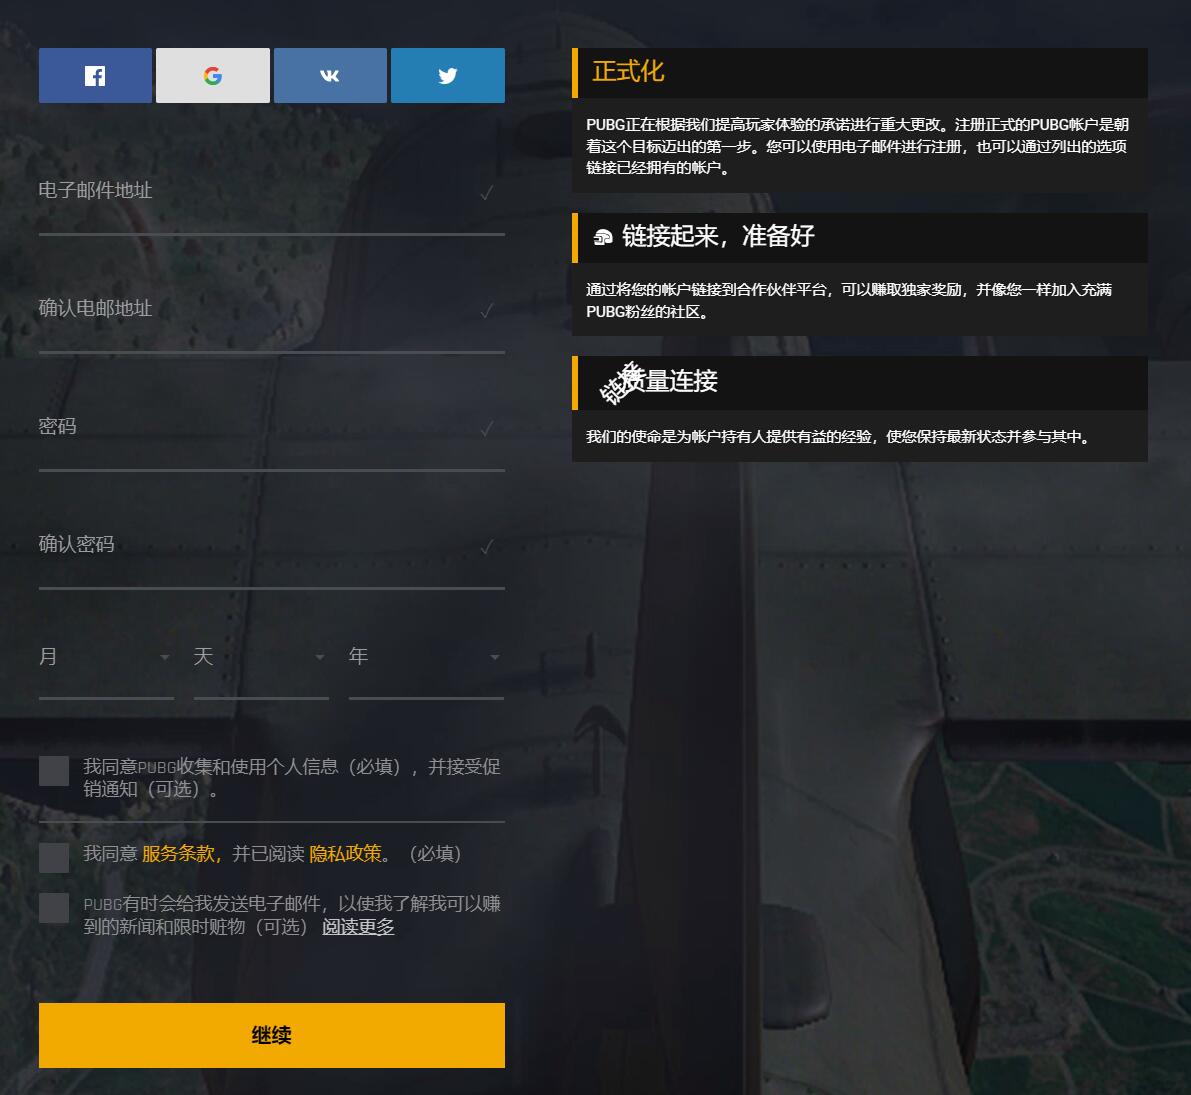 电子邮件地址
确认电邮地址
密码
确认密码
月 天 年
我同意PUBG收集和使用个人信息（必填），并接受促
销通知（可选）。
我同意 服务条款，并已阅读 隐私政策。（必填）
PUBG有时会给我发送电子邮件，以使我了解我可以赚
到的新闻和限时赃物（可选） 阅读更多
继续
正式化
PUBG正在根据我们提高玩家体验的承诺进行重大更改。注册正式的PUBG帐户是朝
着这个目标迈出的第一步。您可以使用电子邮件进行注册，也可以通过列出的选项
链接已经拥有的帐户。
链接起来，准备好
通过将您的帐户链接到合作伙伴平台，可以赚取独家奖励，并像您一样加入充满
PUBG粉丝的社区。
链接 质量连接
我们的使命是为帐户持有人提供有益的经验，使您保持最新状态并参与其中。